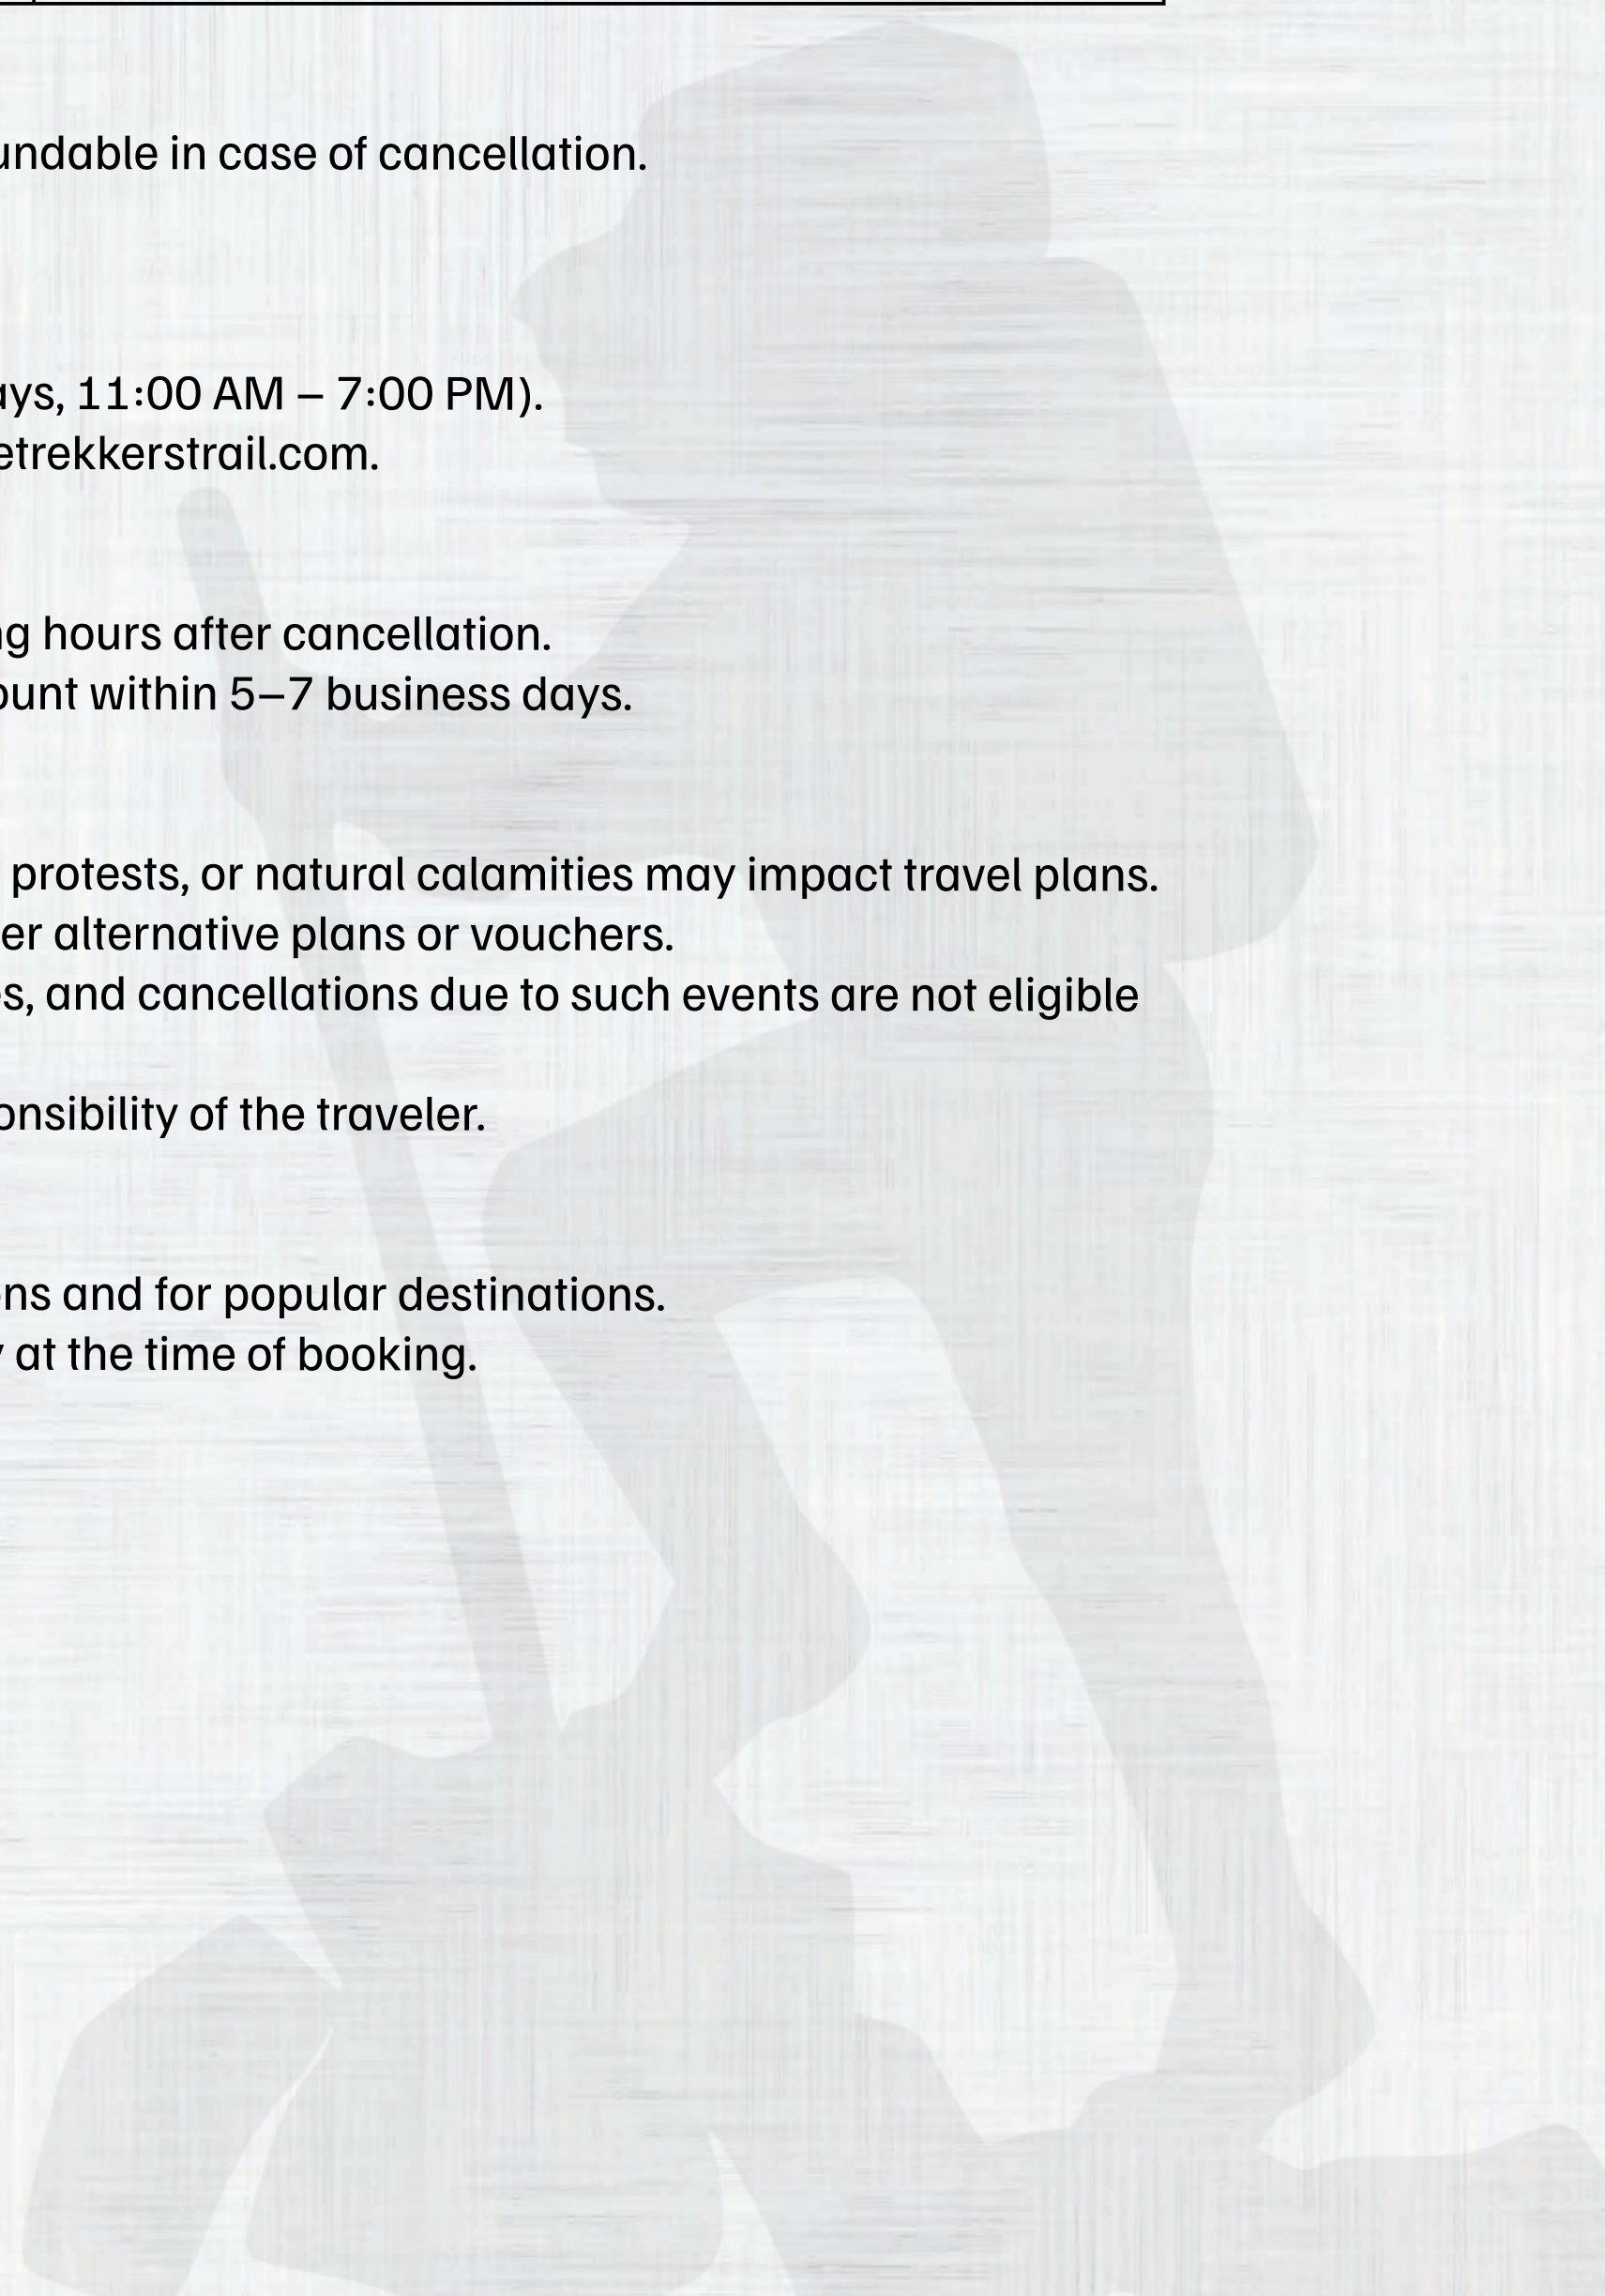 undable in case of cancellation.
ays, 11:00 AM – 7:00 PM).
etrekkerstrail.com.
ng hours after cancellation.
ount within 5–7 business days.
protests, or natural calamities may impact travel plans.
er alternative plans or vouchers.
es, and cancellations due to such events are not eligible
onsibility of the traveler.
ns and for popular destinations.
y at the time of booking.